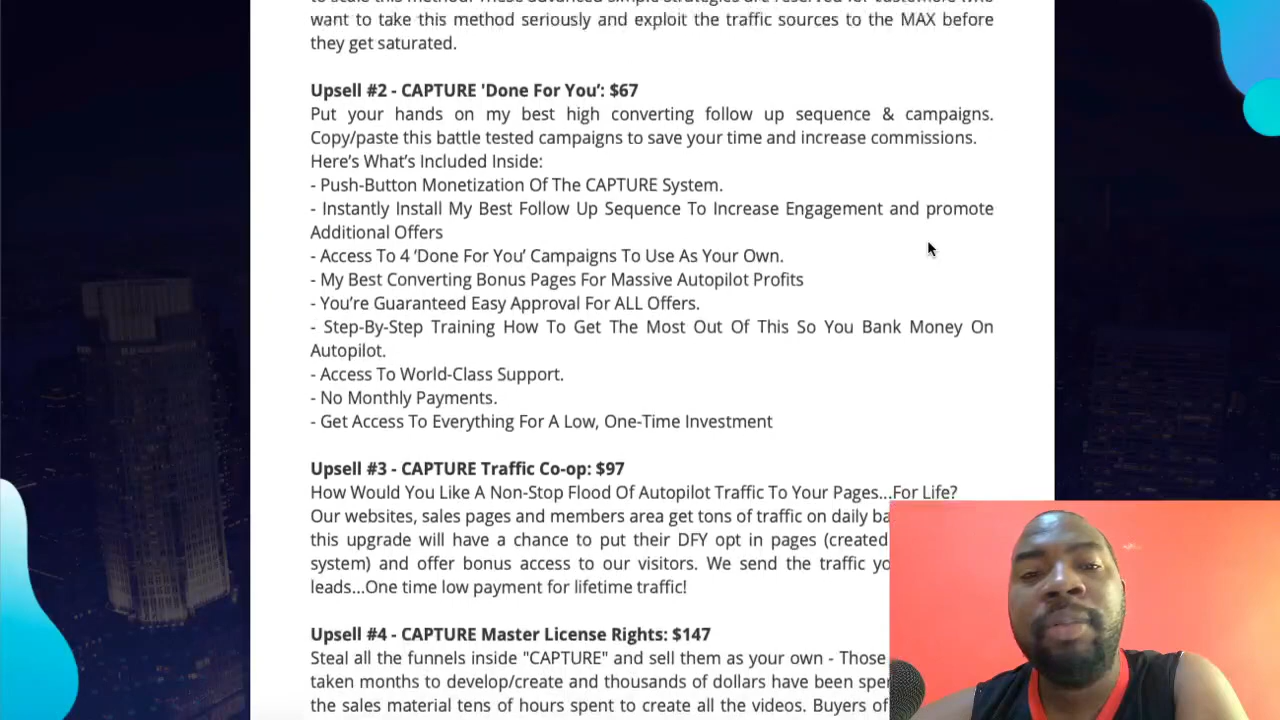 want to take this method seriously and exploit the traffic sources to the MAX before
they get saturated.
Upsell #2 - CAPTURE 'Done For You’: $67
Put your hands on my best high converting follow up sequence & campaigns.
Copy/paste this battle tested campaigns to save your time and increase commissions.
Here’s What’s Included Inside:
- Push-Button Monetization Of The CAPTURE System.
- Instantly Install My Best Follow Up Sequence To Increase Engagement and promote
Additional Offers
- Access To 4 ‘Done For You’ Campaigns To Use As Your Own.
- My Best Converting Bonus Pages For Massive Autopilot Profits
- You’re Guaranteed Easy Approval For ALL Offers.
- Step-By-Step Training How To Get The Most Out Of This So You Bank Money On
Autopilot.
- Access To World-Class Support.
- No Monthly Payments.
- Get Access To Everything For A Low, One-Time Investment
Upsell #3 - CAPTURE Traffic Co-op: $97
How Would You Like A Non-Stop Flood Of Autopilot Traffic To Your Pages...For Life?
Our websites, sales pages and members area get tons of traffic on daily
this upgrade will have a chance to put their DFY opt in pages (created
system) and offer bonus access to our visitors. We send the traffic
leads...One time low payment for lifetime traffic!
Upsell #4 - CAPTURE Master License Rights: $147
Steal all the funnels inside "CAPTURE" and sell them as your own - Those
taken months to develop/create and thousands of dollars have been
the sales material tens of hours spent to create all the videos. Buyers of